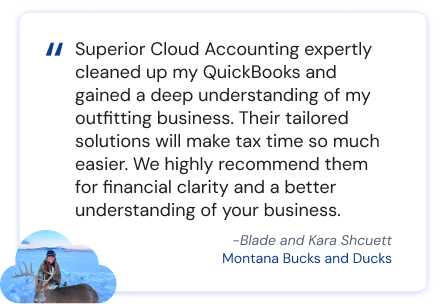 “
Superior Cloud Accounting expertly
cleaned up my QuickBooks and
gained a deep understanding of my
outfitting business. Their tailored
solutions will make tax time so much
easier. We highly recommend them
for financial clarity and a better
understanding of your business.
-Blade and Kara Shcuett
Montana Bucks and Ducks